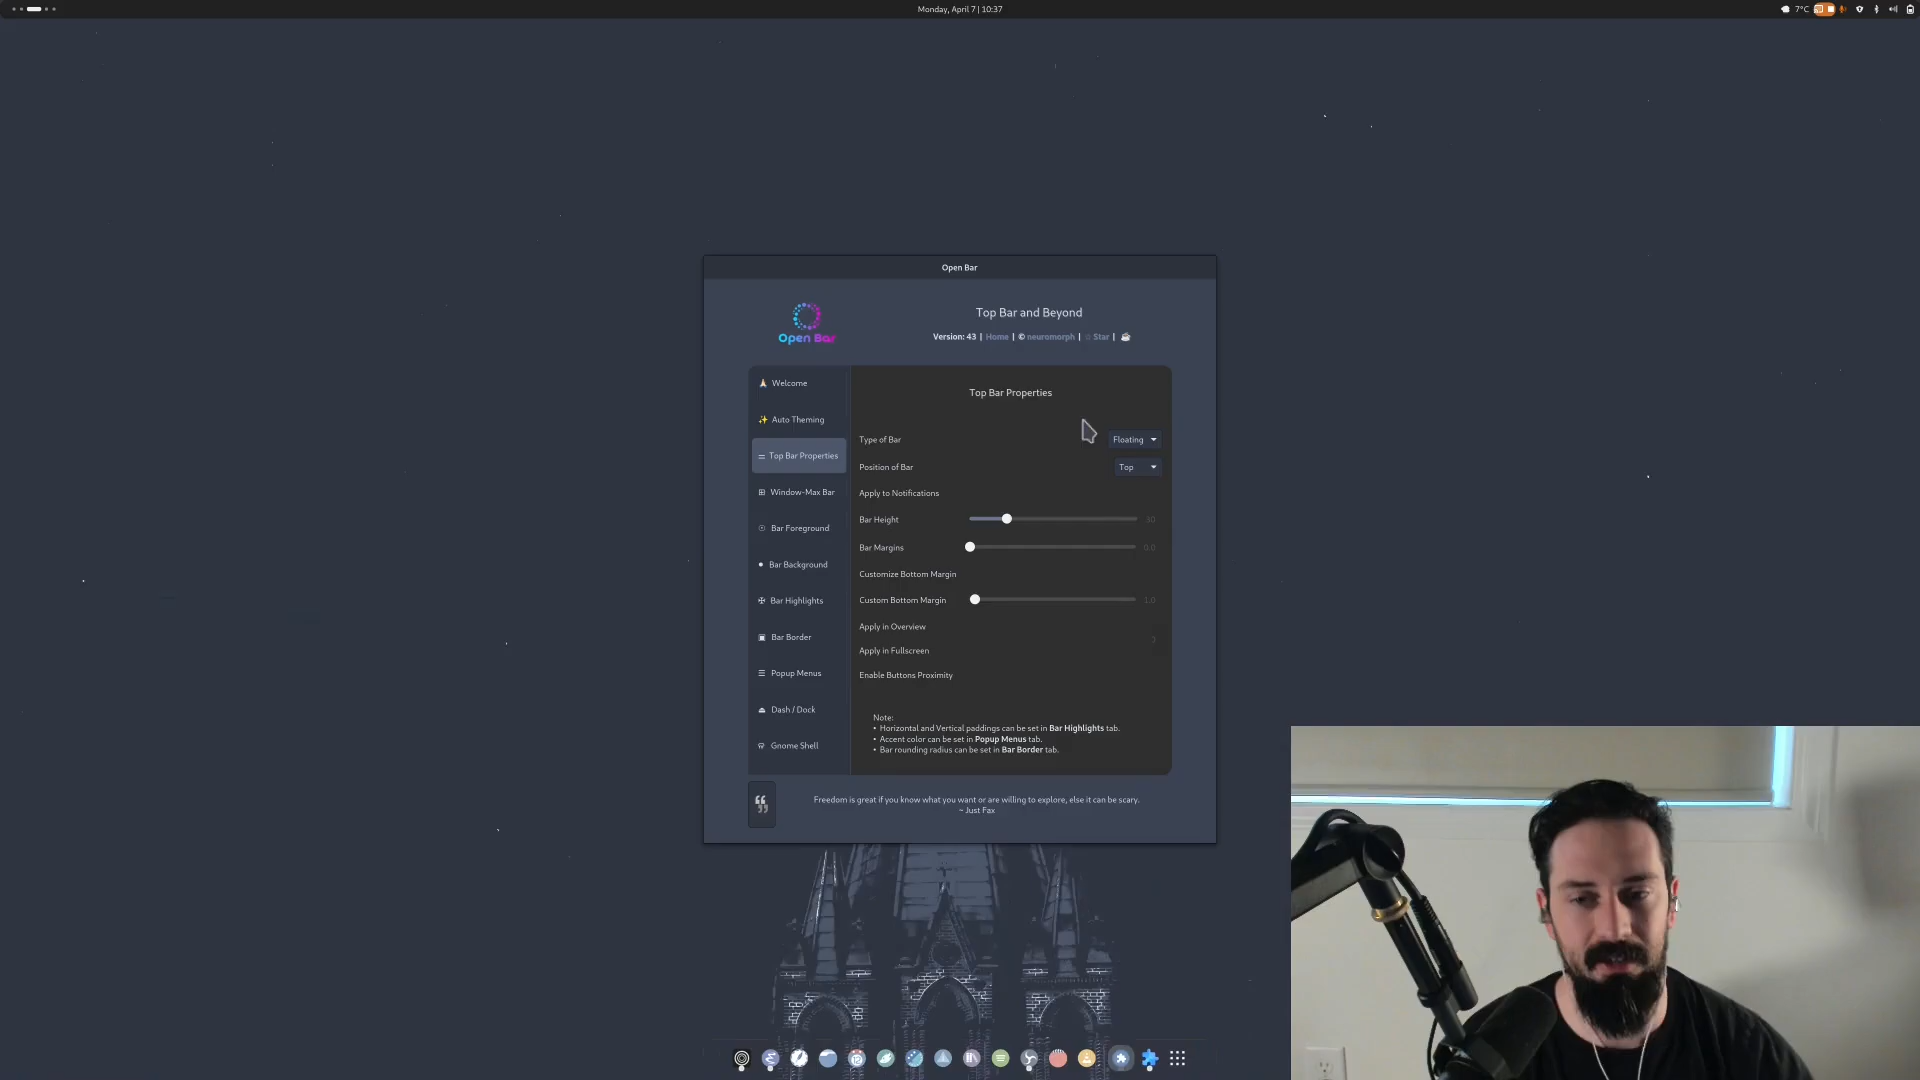 Monday, April 7 | 10:37
7°C
Open Bar
Open Bar
Top Bar and Beyond
Version: 43 | Home | © neuromorph | ☆ Star | ☕
Welcome
Auto Theming
Top Bar Properties
Window-Max Bar
Bar Foreground
Bar Background
Bar Highlights
Bar Border
Popup Menus
Dash / Dock
Gnome Shell
Top Bar Properties
Type of Bar Floating
Position of Bar Top
Apply to Notifications
Bar Height 30
Bar Margins 0.0
Customize Bottom Margin
Custom Bottom Margin 1.0
Apply in Overview
Apply in Fullscreen
Enable Buttons Proximity
Note:
• Horizontal and Vertical paddings can be set in Bar Highlights tab.
• Accent color can be set in Popup Menus tab.
• Bar rounding radius can be set in Bar Border tab.
Freedom is great if you know what you want or are willing to explore, else it can be scary.
~ Just Fax